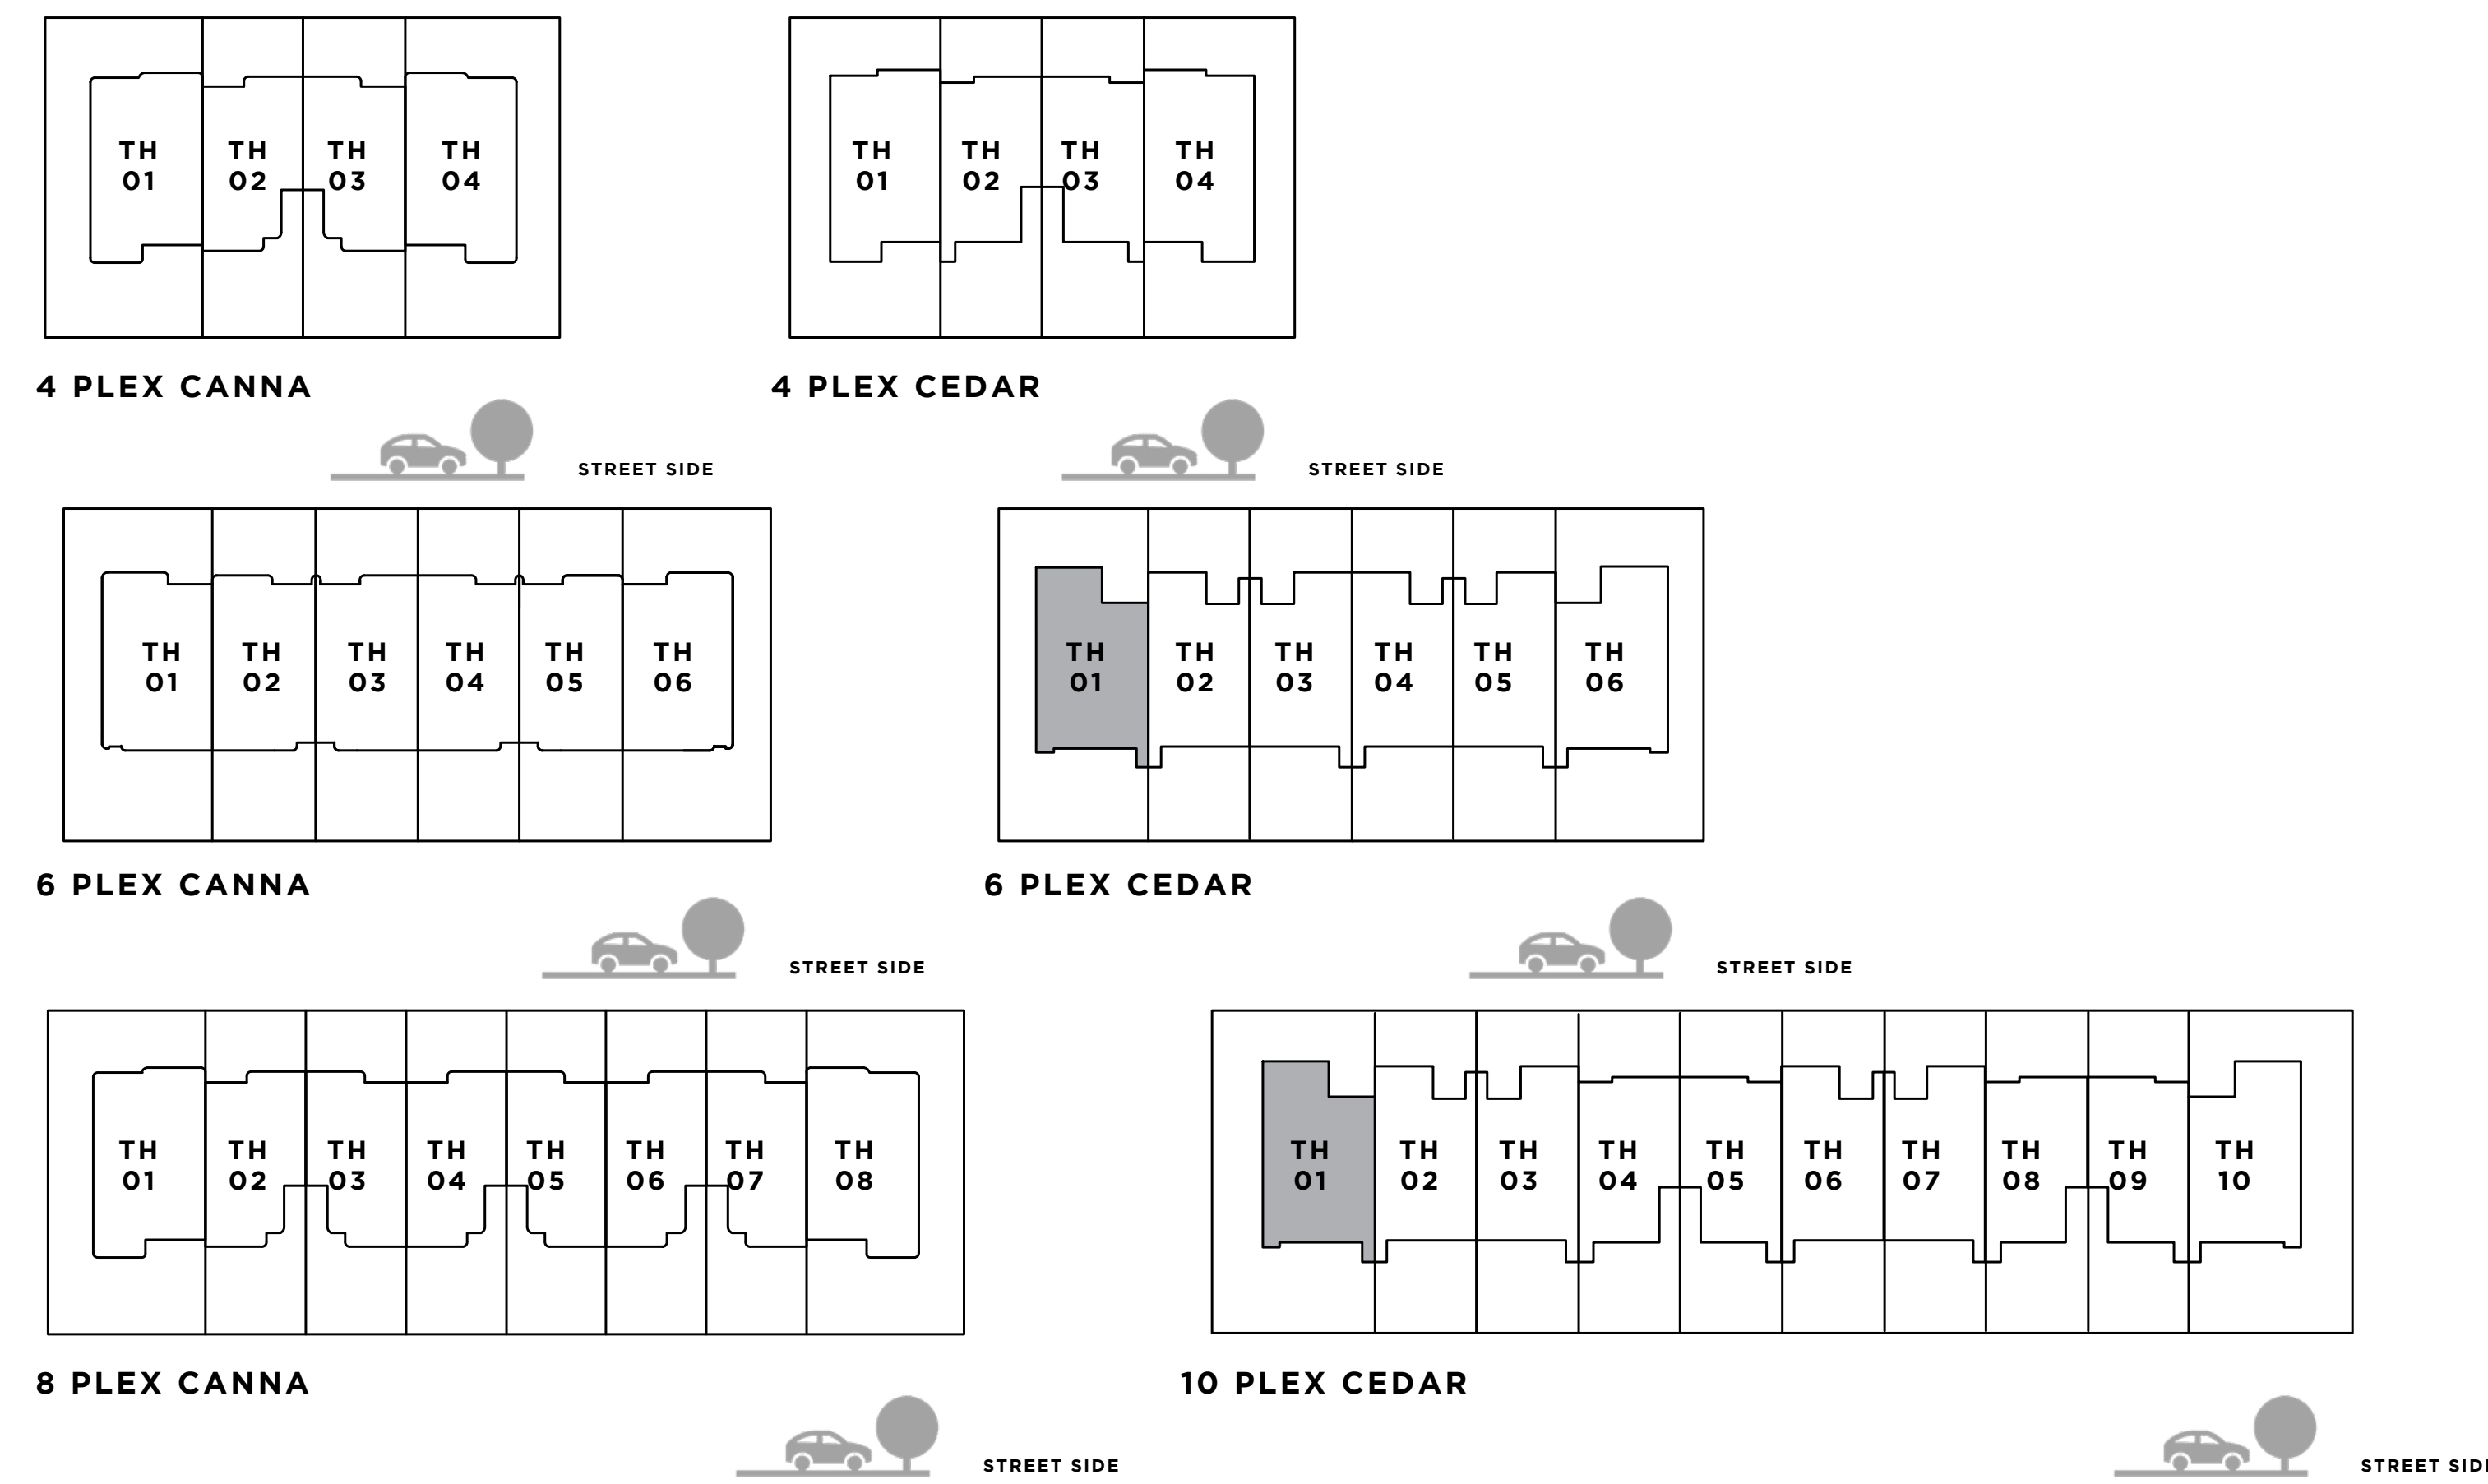 TH TH TH TH
01 02 03 04
4 PLEX CANNA
STREET SIDE
TH TH TH TH
01 02 03 04
4 PLEX CEDAR
STREET SIDE
TH TH TH TH TH TH
01 02 03 04 05 06
6 PLEX CANNA
STREET SIDE
TH TH TH TH TH TH
01 02 03 04 05 06
6 PLEX CEDAR
STREET SIDE
TH TH TH TH TH TH TH TH
01 02 03 04 05 06 07 08
8 PLEX CANNA
STREET SIDE
TH TH TH TH TH TH TH TH TH TH
01 02 03 04 05 06 07 08 09 10
10 PLEX CEDAR
STREET SID